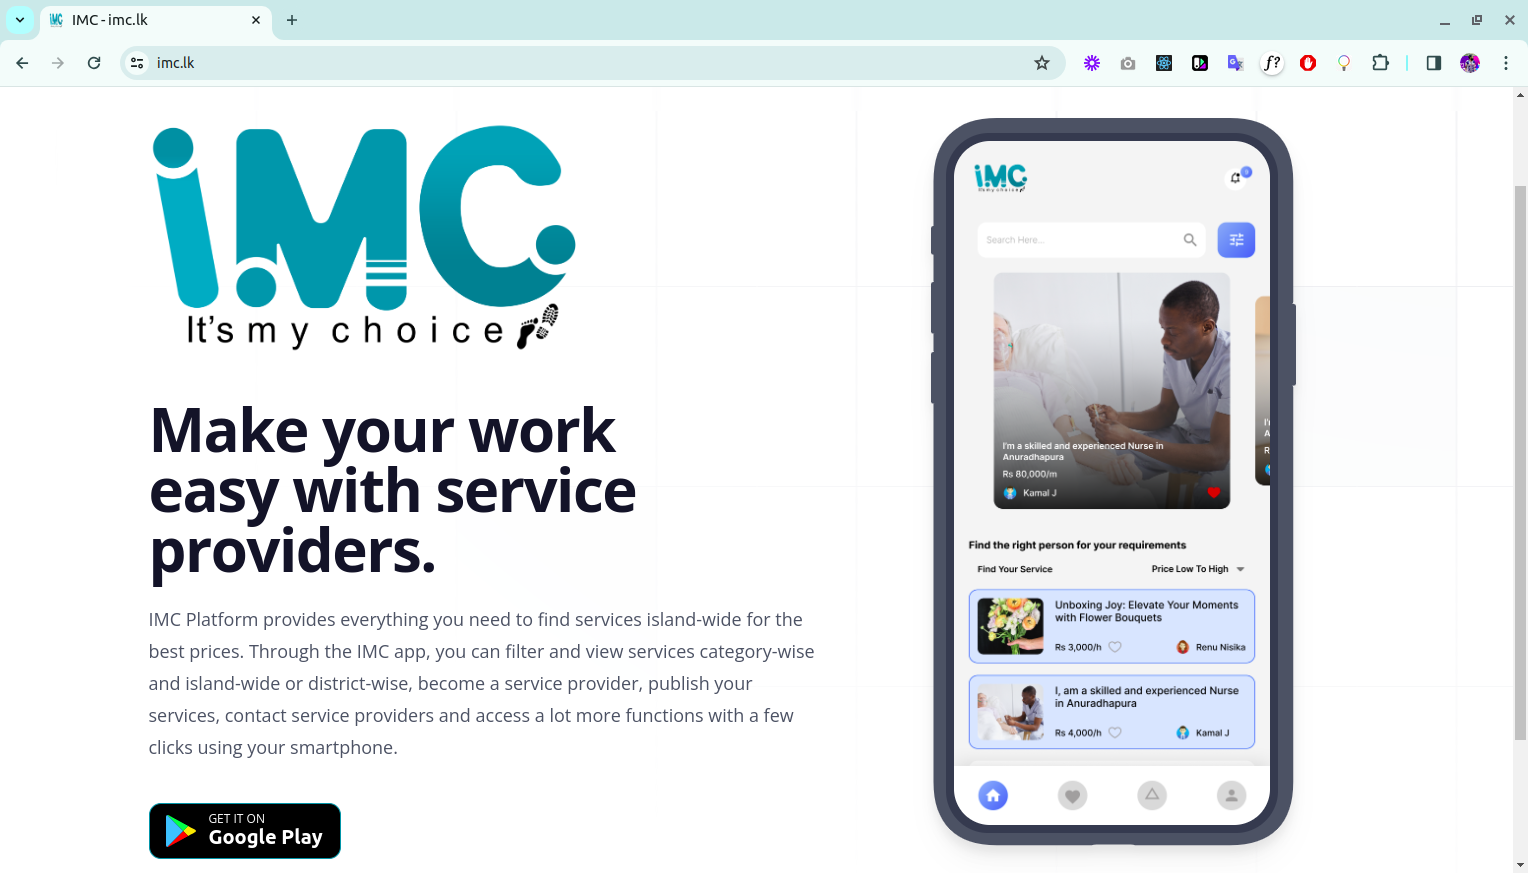 IMC - imc.lk
imc.lk
f?
iMC
It's my choice
Make your work
easy with service
providers.
IMC Platform provides everything you need to find services island-wide for the
best prices. Through the IMC app, you can filter and view services category-wise
and island-wide or district-wise, become a service provider, publish your
services, contact service providers and access a lot more functions with a few
clicks using your smartphone.
GET IT ON
Google Play
iMC
It's my choice
Search Here...
I'm a skilled and experienced Nurse in
Anuradhapura
Rs 80,000/m
Kamal J
Find the right person for your requirements
Find Your Service
Price Low To High
Unboxing Joy: Elevate Your Moments
with Flower Bouquets
Rs 3,000/h
Renu Nisika
I, am a skilled and experienced Nurse
in Anuradhapura
Rs 4,000/h
Kamal J